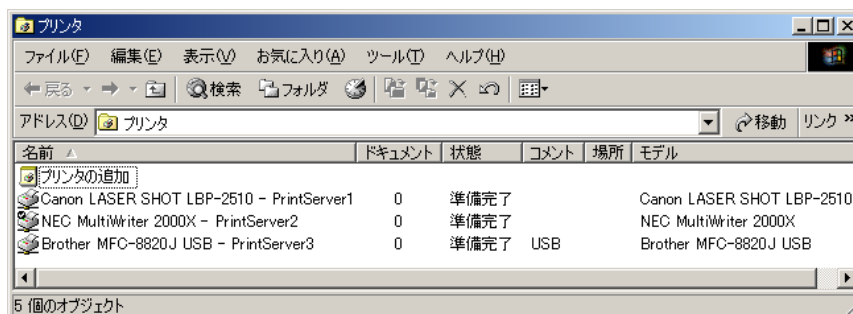 プリンタ
ファイル(F) 編集(E) 表示(V) お気に入り(A) ツール(T) ヘルプ(H)
戻る 検索 フォルダ
アドレス(D) プリンタ 移動 リンク »
名前 ドキュメント 状態 コメント 場所 モデル
プリンタの追加
Canon LASER SHOT LBP-2510 - PrintServer1 0 準備完了 Canon LASER SHOT LBP-2510
NEC MultiWriter 2000X - PrintServer2 0 準備完了 NEC MultiWriter 2000X
Brother MFC-8820J USB - PrintServer3 0 準備完了 USB Brother MFC-8820J USB
5 個のオブジェクト